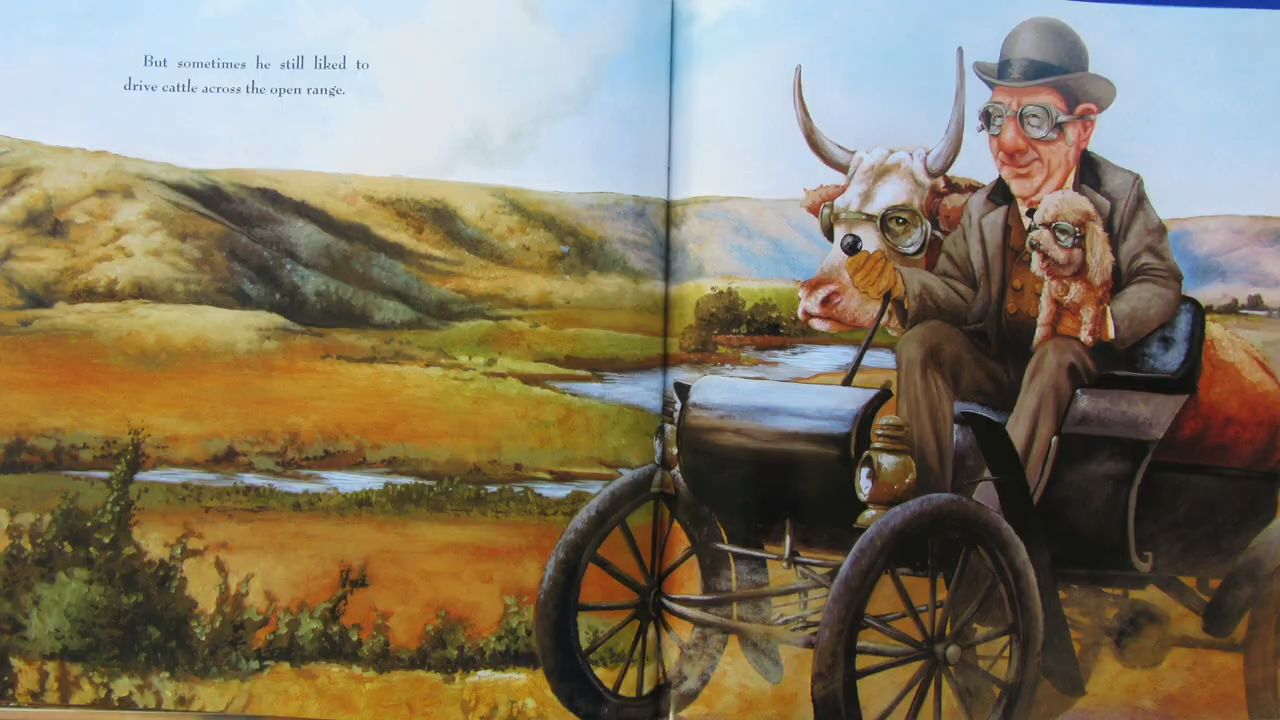 But sometimes he still liked to
drive cattle across the open range.